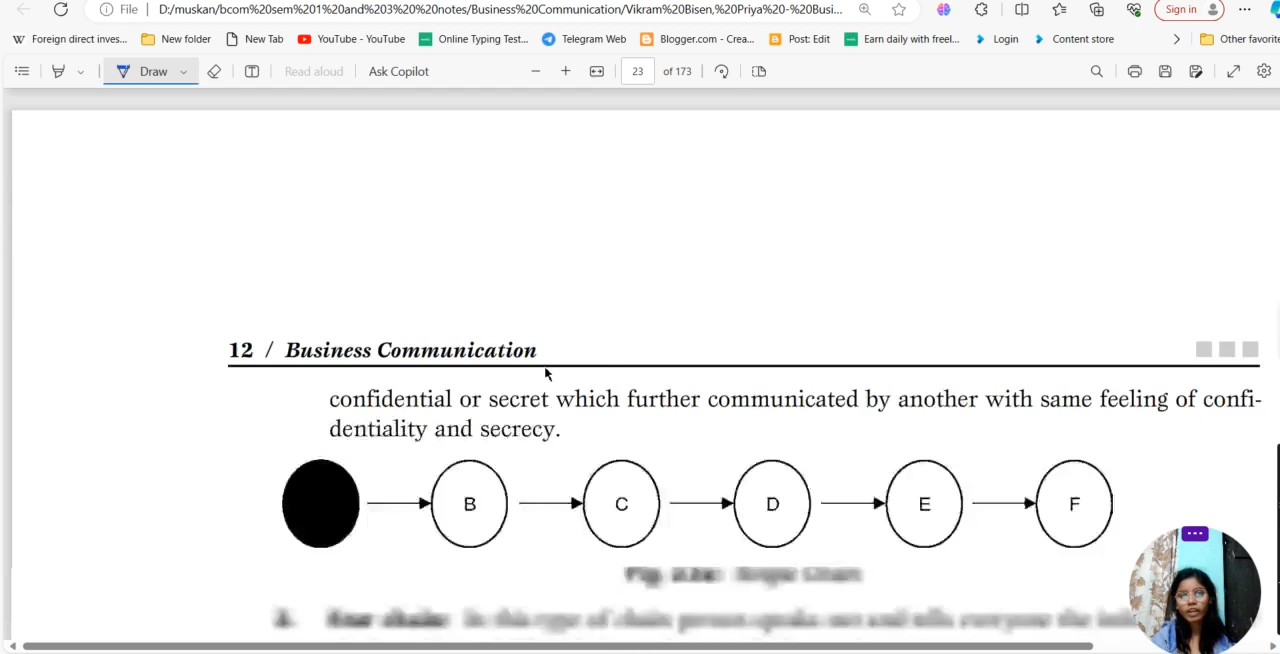 File D:/muskan/bcom%20sem%201%20and%203%20%20notes/Business%20Communication/Vikram%20Bisen,%20Priya%20-%20Busi... Sign in
Foreign direct inves... New folder New Tab YouTube - YouTube Online Typing Test... Telegram Web Blogger.com - Crea... Post: Edit Earn daily with freel... Login Content store Other favorite
Draw Read aloud Ask Copilot 23 of 173
12 / Business Communication
confidential or secret which further communicated by another with same feeling of confi-
dentiality and secrecy.
B C D E F